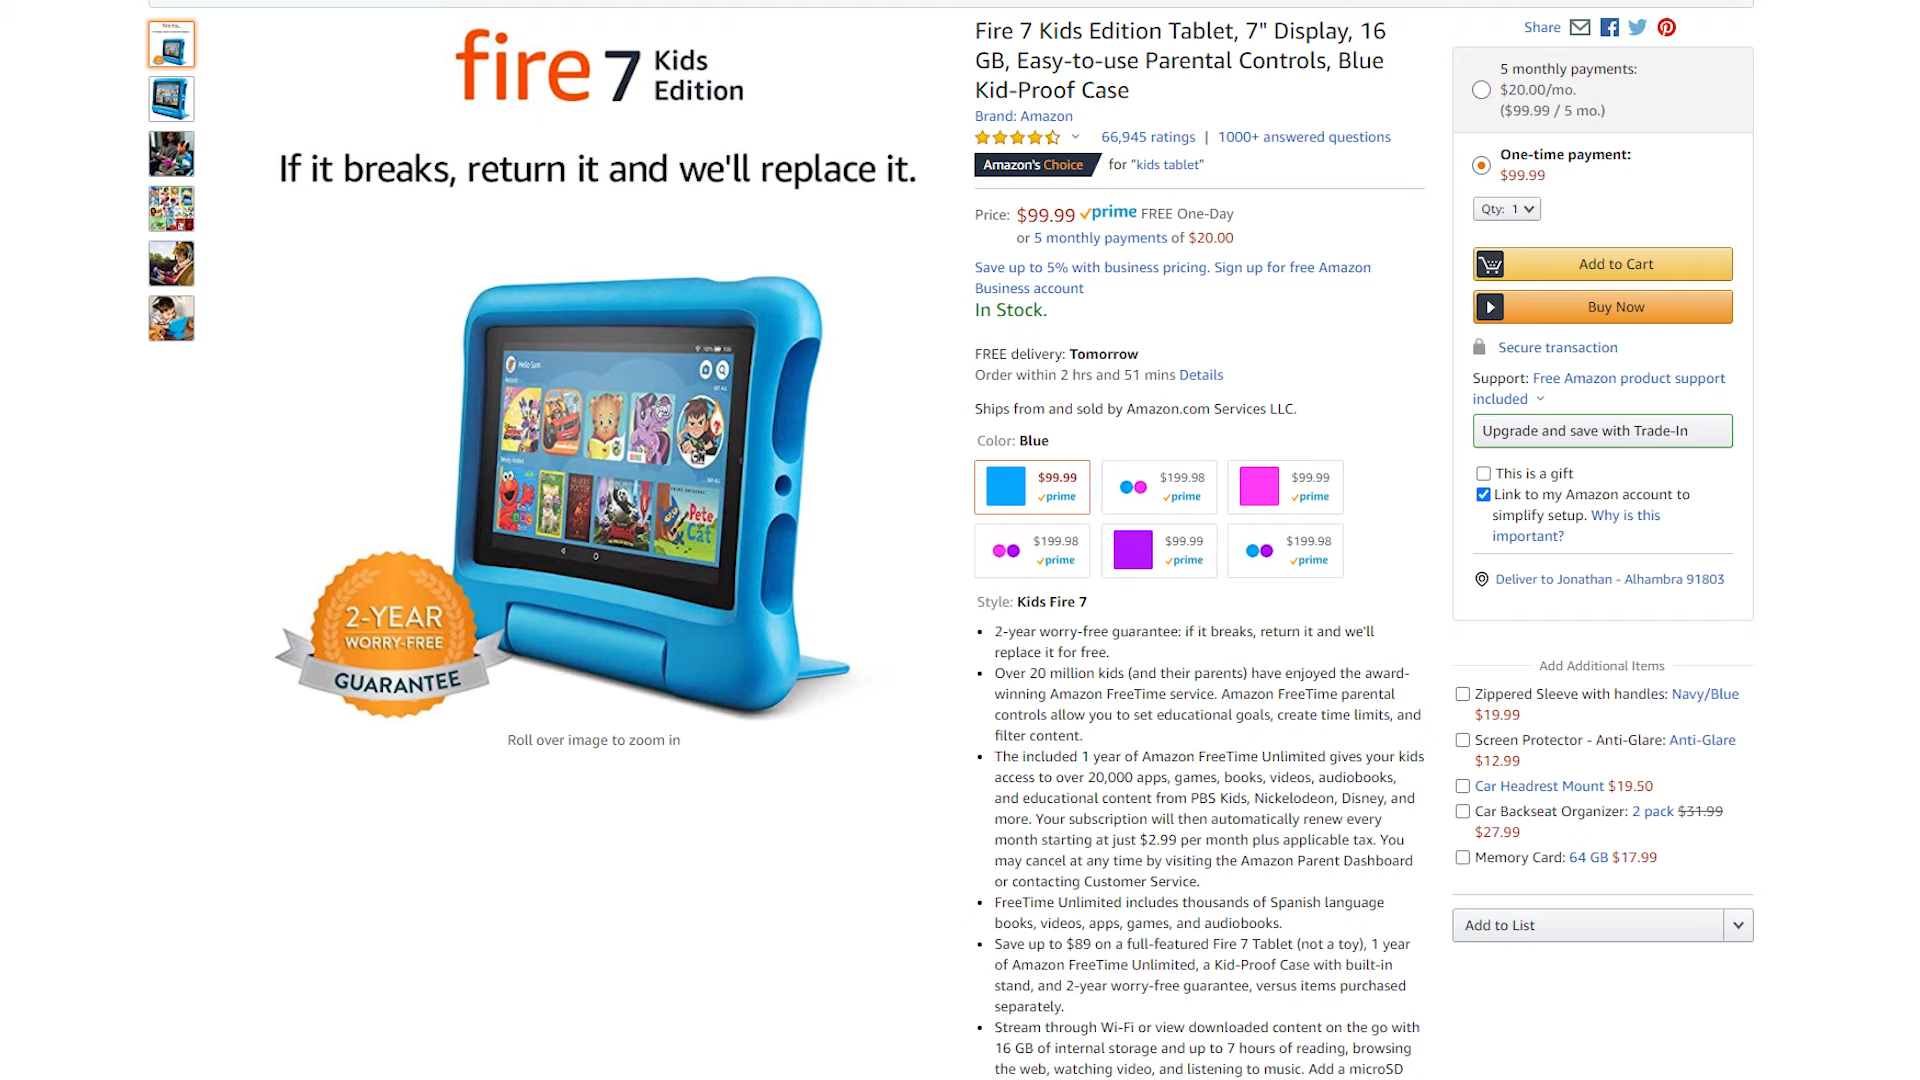 fire 7 Kids Edition
If it breaks, return it and we'll replace it.
Hello Sam
Pete
Cat
2-YEAR
WORRY-FREE
GUARANTEE
Roll over image to zoom in
Fire 7 Kids Edition Tablet, 7" Display, 16
GB, Easy-to-use Parental Controls, Blue
Kid-Proof Case
Brand: Amazon
66,945 ratings | 1000+ answered questions
Amazon's Choice for "kids tablet"
Price: $99.99 prime FREE One-Day
or 5 monthly payments of $20.00
Save up to 5% with business pricing. Sign up for free Amazon
Business account
In Stock.
FREE delivery: Tomorrow
Order within 2 hrs and 51 mins Details
Ships from and sold by Amazon.com Services LLC.
Color: Blue
$99.99 prime
$199.98 prime
$99.99 prime
$199.98 prime
$99.99 prime
$199.98 prime
Style: Kids Fire 7
• 2-year worry-free guarantee: if it breaks, return it and we'll
replace it for free.
• Over 20 million kids (and their parents) have enjoyed the award-
winning Amazon FreeTime service. Amazon FreeTime parental
controls allow you to set educational goals, create time limits, and
filter content.
• The included 1 year of Amazon FreeTime Unlimited gives your kids
access to over 20,000 apps, games, books, videos, audiobooks,
and educational content from PBS Kids, Nickelodeon, Disney, and
more. Your subscription will then automatically renew every
month starting at just $2.99 per month plus applicable tax. You
may cancel at any time by visiting the Amazon Parent Dashboard
or contacting Customer Service.
• FreeTime Unlimited includes thousands of Spanish language
books, videos, apps, games, and audiobooks.
• Save up to $89 on a full-featured Fire 7 Tablet (not a toy), 1 year
of Amazon FreeTime Unlimited, a Kid-Proof Case with built-in
stand, and 2-year worry-free guarantee, versus items purchased
separately.
• Stream through Wi-Fi or view downloaded content on the go with
16 GB of internal storage and up to 7 hours of reading, browsing
the web, watching video, and listening to music. Add a microSD
Share
5 monthly payments:
$20.00/mo.
($99.99 / 5 mo.)
One-time payment:
$99.99
Qty: 1
Add to Cart
Buy Now
Secure transaction
Support: Free Amazon product support
included
Upgrade and save with Trade-In
This is a gift
Link to my Amazon account to
simplify setup. Why is this
important?
Deliver to Jonathan - Alhambra 91803
Add Additional Items
Zippered Sleeve with handles: Navy/Blue
$19.99
Screen Protector - Anti-Glare: Anti-Glare
$12.99
Car Headrest Mount $19.50
Car Backseat Organizer: 2 pack $31.99
$27.99
Memory Card: 64 GB $17.99
Add to List